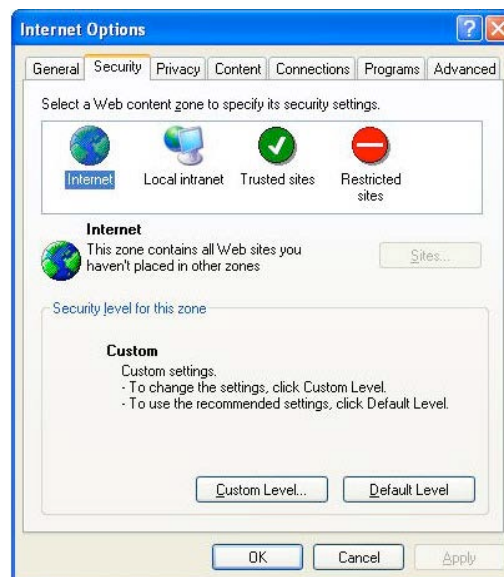 Internet Options
General Security Privacy Content Connections Programs Advanced
Select a Web content zone to specify its security settings.
Internet Local intranet Trusted sites Restricted sites
Internet
This zone contains all Web sites you
haven't placed in other zones
Sites...
Security level for this zone
Custom
Custom settings.
- To change the settings, click Custom Level.
- To use the recommended settings, click Default Level.
Custom Level... Default Level
OK Cancel Apply